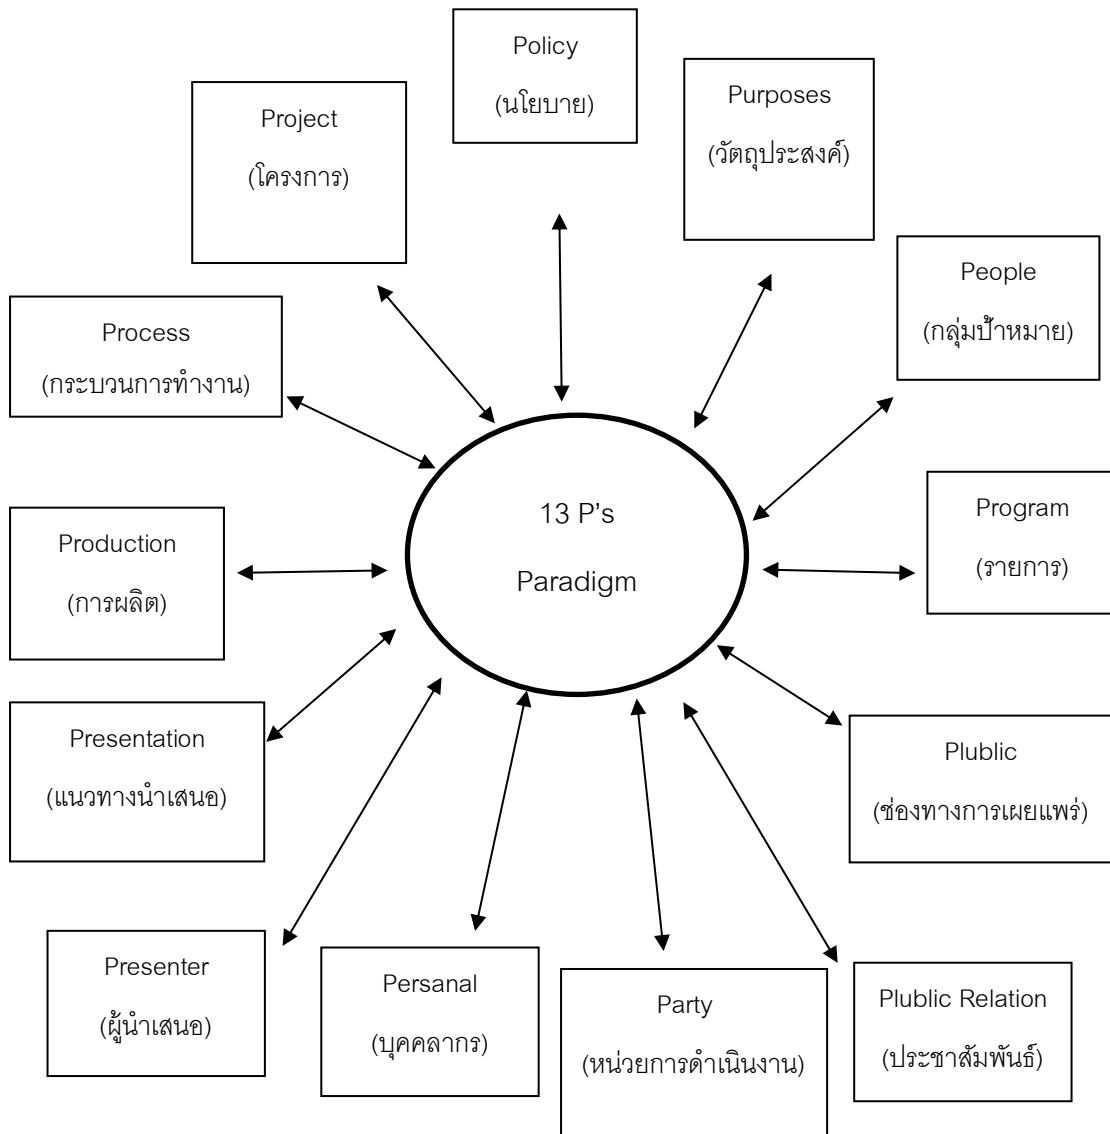 Policy
(นโยบาย)
Purposes
(วัตถุประสงค์)
Project
(โครงการ)
People
(กลุ่มป้าหมาย)
Process
(กระบวนการทำงาน)
13 P's
Paradigm
Program
(รายการ)
Production
(การผลิต)
Presentation
(แนวทางนำเสนอ)
Plublic
(ช่องทางการเผยแพร่)
Presenter
(ผู้นำเสนอ)
Persanal
(บุคคลากร)
Party
(หน่วยการดำเนินงาน)
Plublic Relation
(ประชาสัมพันธ์)